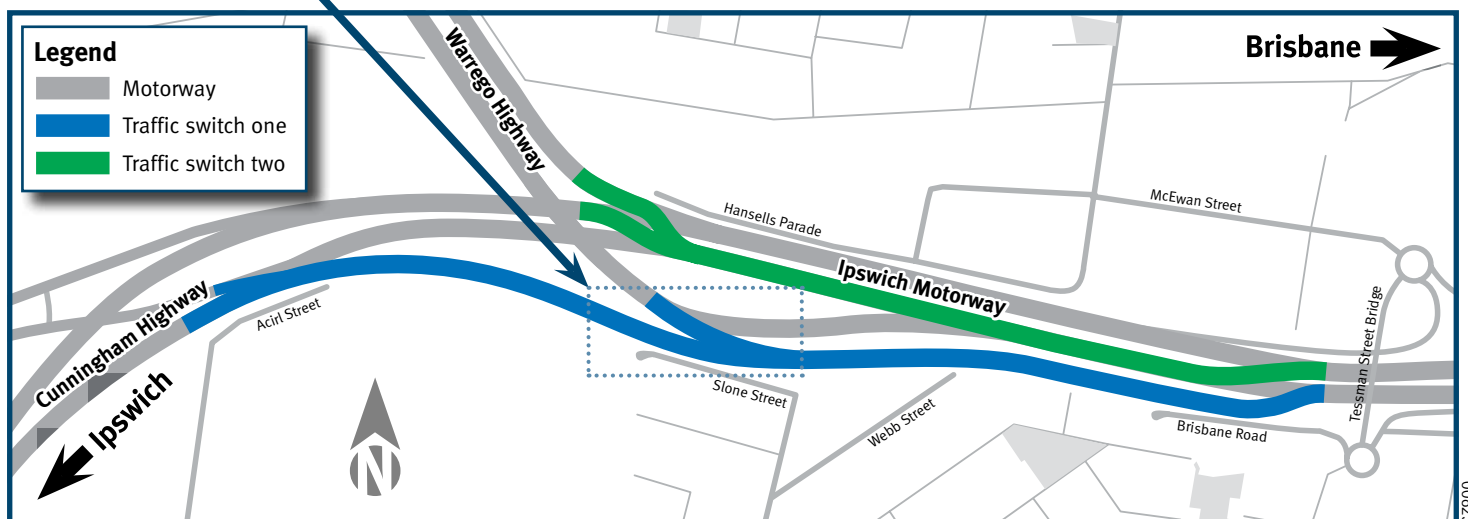 Legend
Motorway
Traffic switch one
Traffic switch two
Brisbane
Warrego Highway
Hansells Parade
McEwan Street
Ipswich Motorway
Cunningham Highway
Acirl Street
Ipswich
N
Slone Street
Webb Street
Brisbane Road
Tessman Street Bridge